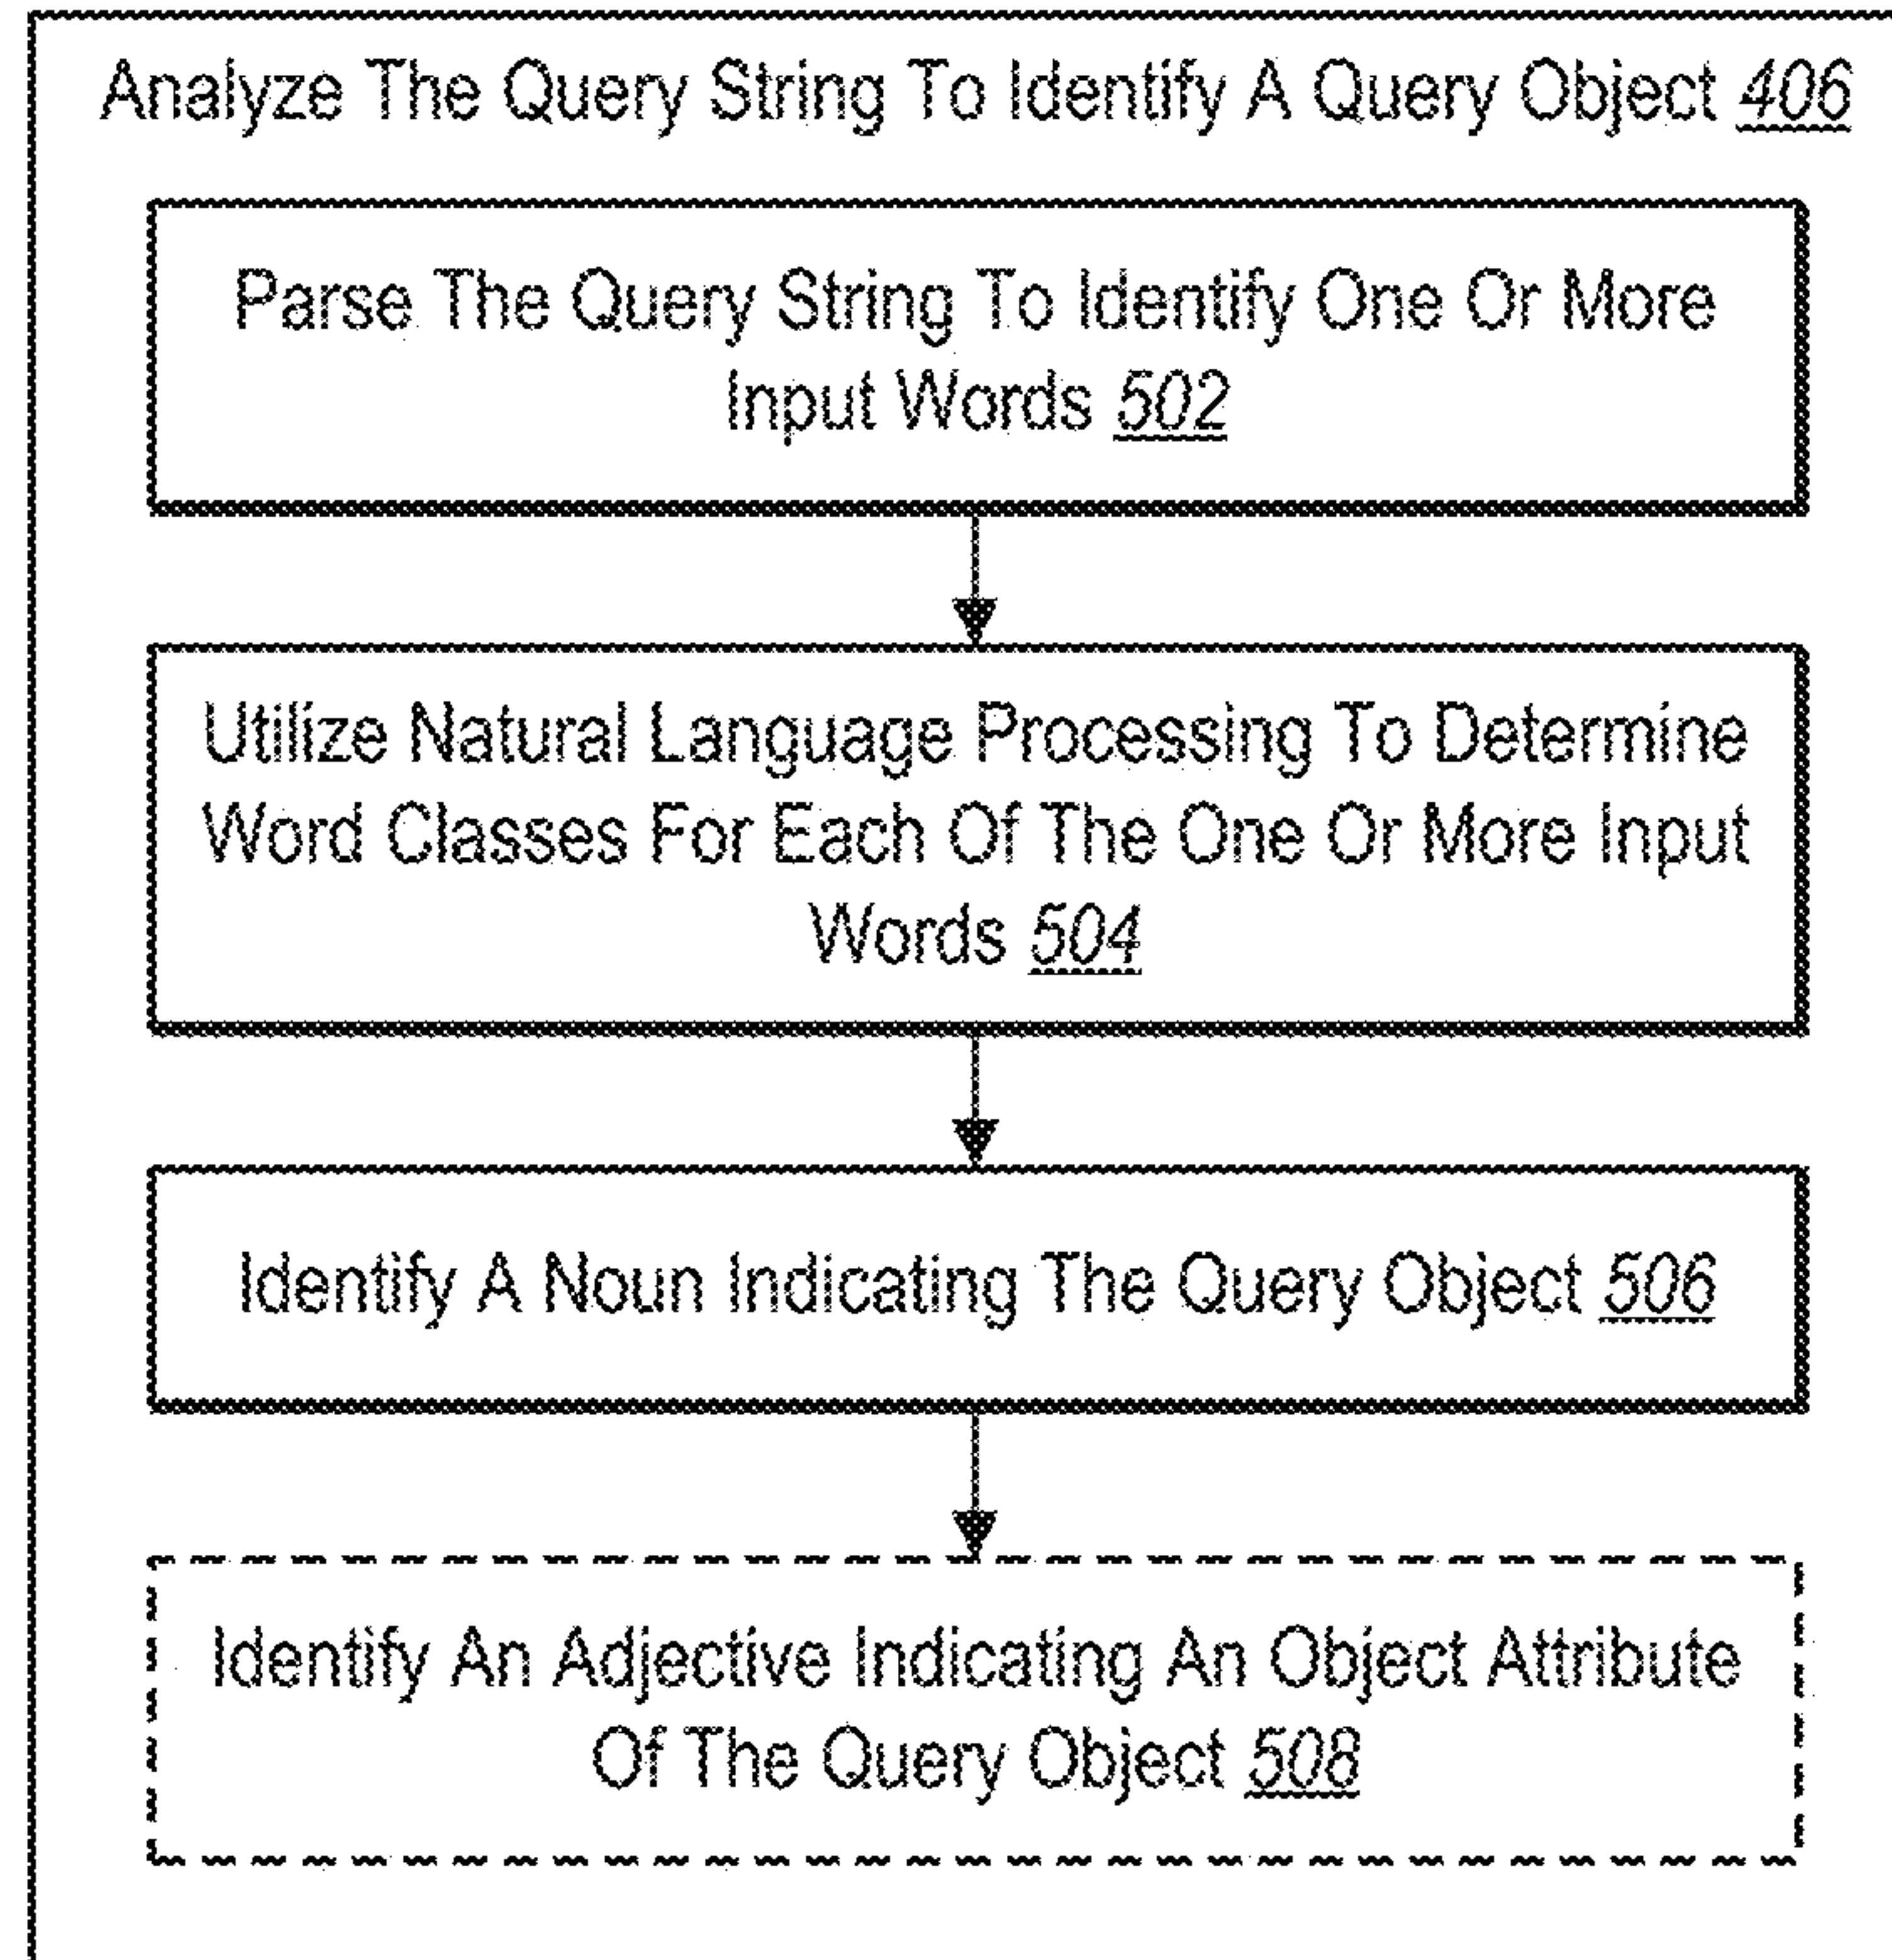 Analyze The Query String To Identify A Query Object 406
Parse The Query String To Identify One Or More
Input Words 502
Utilize Natural Language Processing To Determine
Word Classes For Each Of The One Or More Input
Words 504
Identify A Noun Indicating The Query Object 506
Identify An Adjective Indicating An Object Attribute
Of The Query Object 508